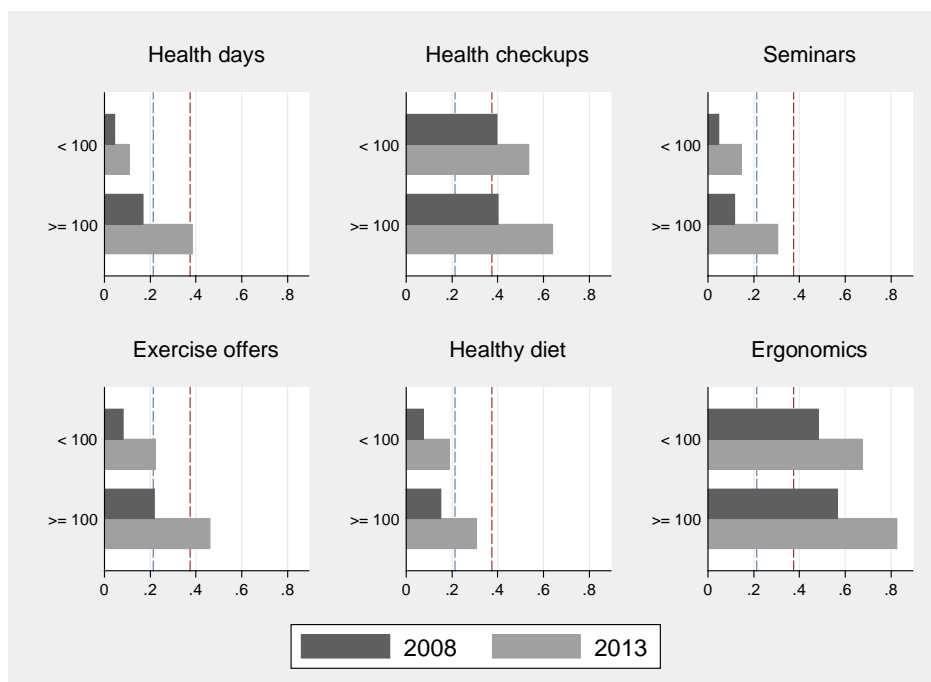 Health days
Health checkups
Seminars
< 100
>= 100
0 .2 .4 .6 .8
< 100
>= 100
0 .2 .4 .6 .8
< 100
>= 100
0 .2 .4 .6 .8
Exercise offers
Healthy diet
Ergonomics
< 100
>= 100
0 .2 .4 .6 .8
< 100
>= 100
0 .2 .4 .6 .8
< 100
>= 100
0 .2 .4 .6 .8
2008 2013